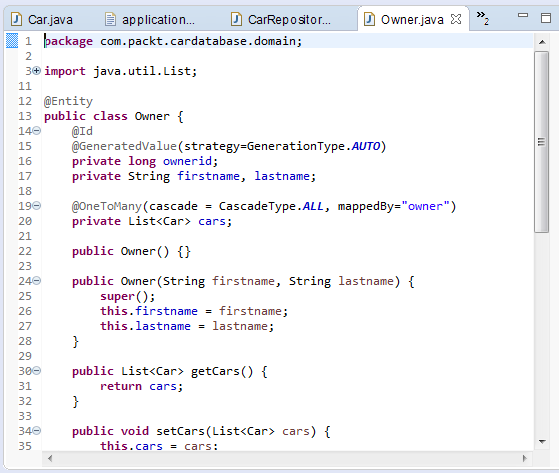 Car.java application.... CarRepositor... Owner.java »2
1 package com.packt.cardatabase.domain;
2
3 import java.util.List;
11
12 @Entity
13 public class Owner {
14 @Id
15 @GeneratedValue(strategy=GenerationType.AUTO)
16 private long ownerid;
17 private String firstname, lastname;
18
19 @OneToMany(cascade = CascadeType.ALL, mappedBy="owner")
20 private List<Car> cars;
21
22 public Owner() {}
23
24 public Owner(String firstname, String lastname) {
25 super();
26 this.firstname = firstname;
27 this.lastname = lastname;
28 }
29
30 public List<Car> getCars() {
31 return cars;
32 }
33
34 public void setCars(List<Car> cars) {
35 this.cars = cars;